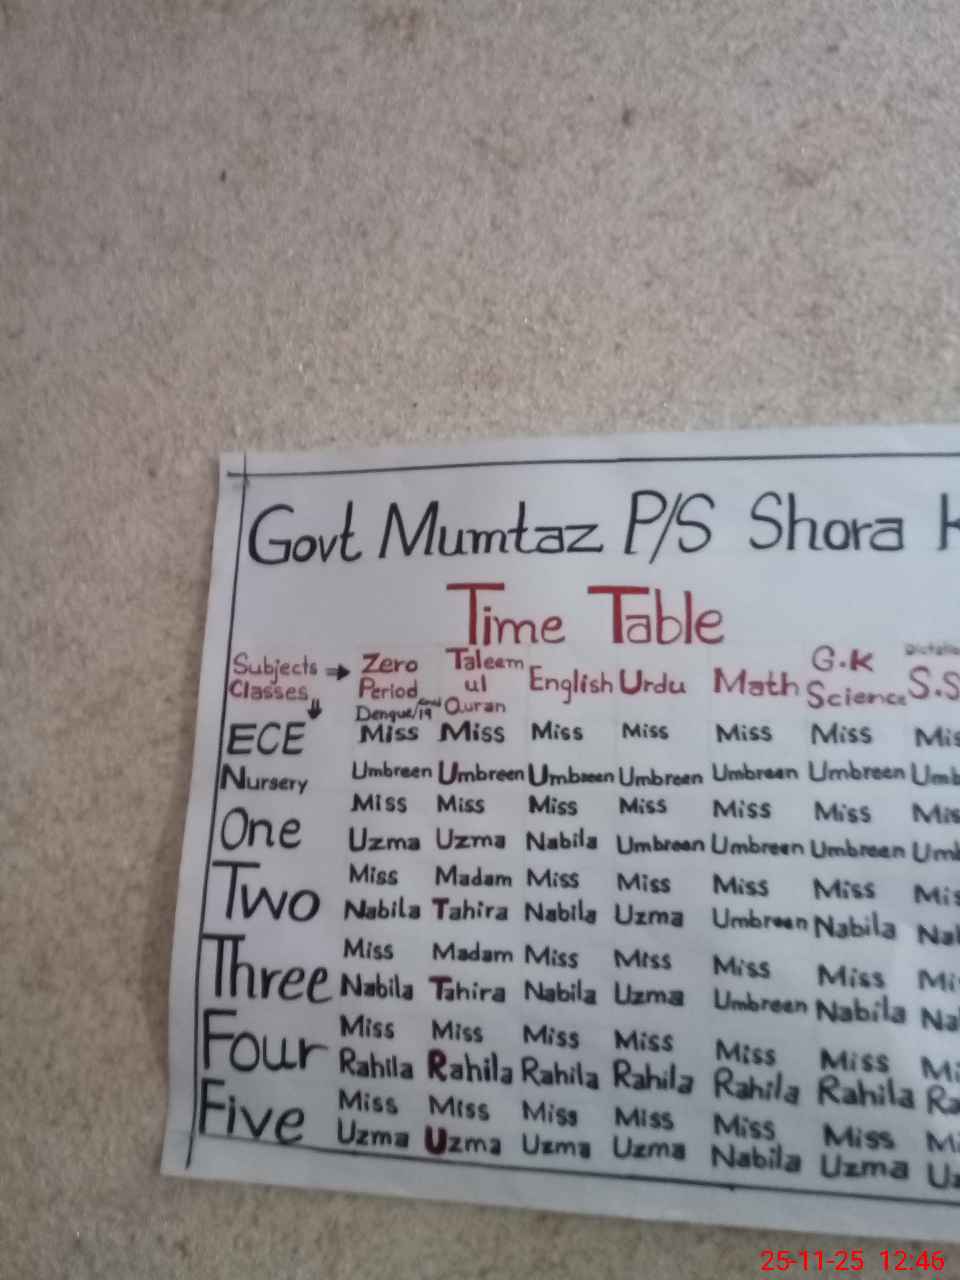 Govt Mumtaz P/S Shora
Time Table
Subjects → Zero Period Dengue/19 Taleem ul Quran English Urdu Math G.K Science S.S
Classes ⇓
ECE Nursery Miss Umbreen Miss Umbreen Miss Umbreen Miss Umbreen Miss Umbreen Miss Umbreen
One Miss Uzma Miss Uzma Miss Nabila Miss Umbreen Miss Umbreen Miss Umbreen
Two Miss Nabila Madam Tahira Miss Nabila Miss Uzma Miss Umbreen Miss Nabila
Three Miss Nabila Madam Tahira Miss Nabila Miss Uzma Miss Umbreen Miss Nabila
Four Miss Rahila Miss Rahila Miss Rahila Miss Rahila Miss Rahila Miss Rahila
Five Miss Uzma Miss Uzma Miss Uzma Miss Uzma Miss Nabila Miss Uzma
25-11-25 12:46